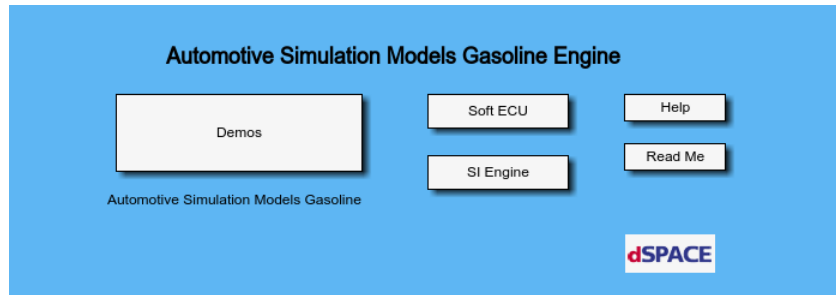 Automotive Simulation Models Gasoline Engine
Demos
Soft ECU
Help
SI Engine
Read Me
Automotive Simulation Models Gasoline
dSPACE